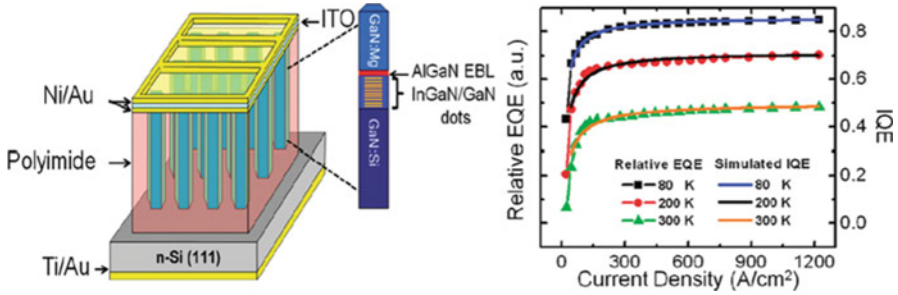 ITO
Ni/Au
Polyimide
n-Si (111)
Ti/Au
GaN:Mg
AlGaN EBL
InGaN/GaN
dots
GaN:Si
Relative EQE (a.u.)
Relative EQE Simulated IQE
80 K 80 K
200 K 200 K
300 K 300 K
0 300 600 900 1200
Current Density (A/cm²)
0.8
0.6
0.4
0.2
0.0
IQE